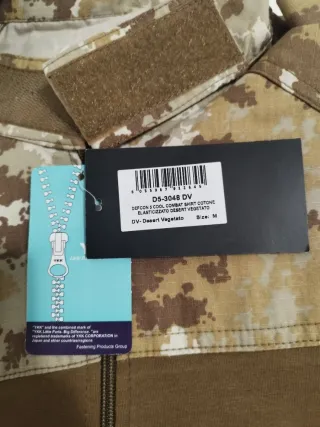 D5-3048 DV
DEFCON 5 COOL COMBAT SHIRT COTONE
ELASTICIZZATO DESERT VEGETATO
DV- Desert Vegetato Size: M
YKK
"YKK" and the combined mark of
"YKK Little Parts. Big Difference." are
registered trademarks of YKK CORPORATION in
Japan and other countries/regions
Fastening Products Group